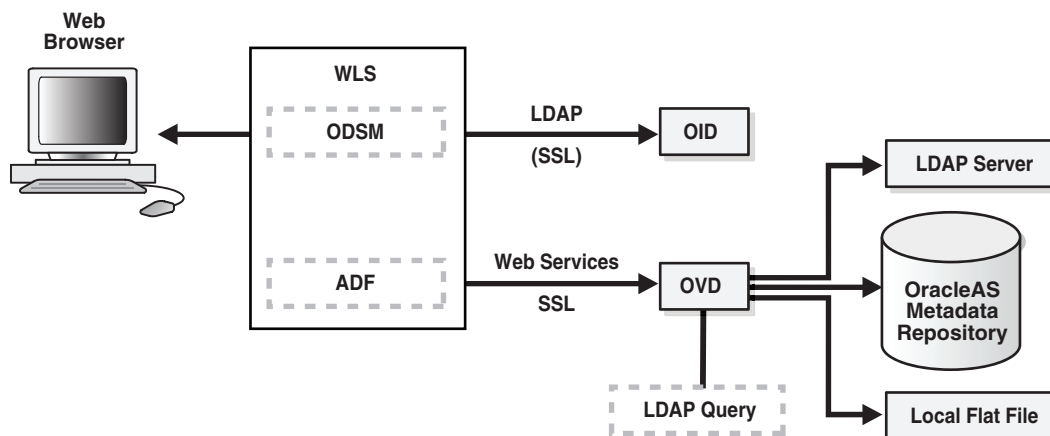 Web
Browser
WLS
ODSM
LDAP
(SSL)
OID
LDAP Server
ADF
Web Services
SSL
OVD
OracleAS
Metadata
Repository
LDAP Query
Local Flat File